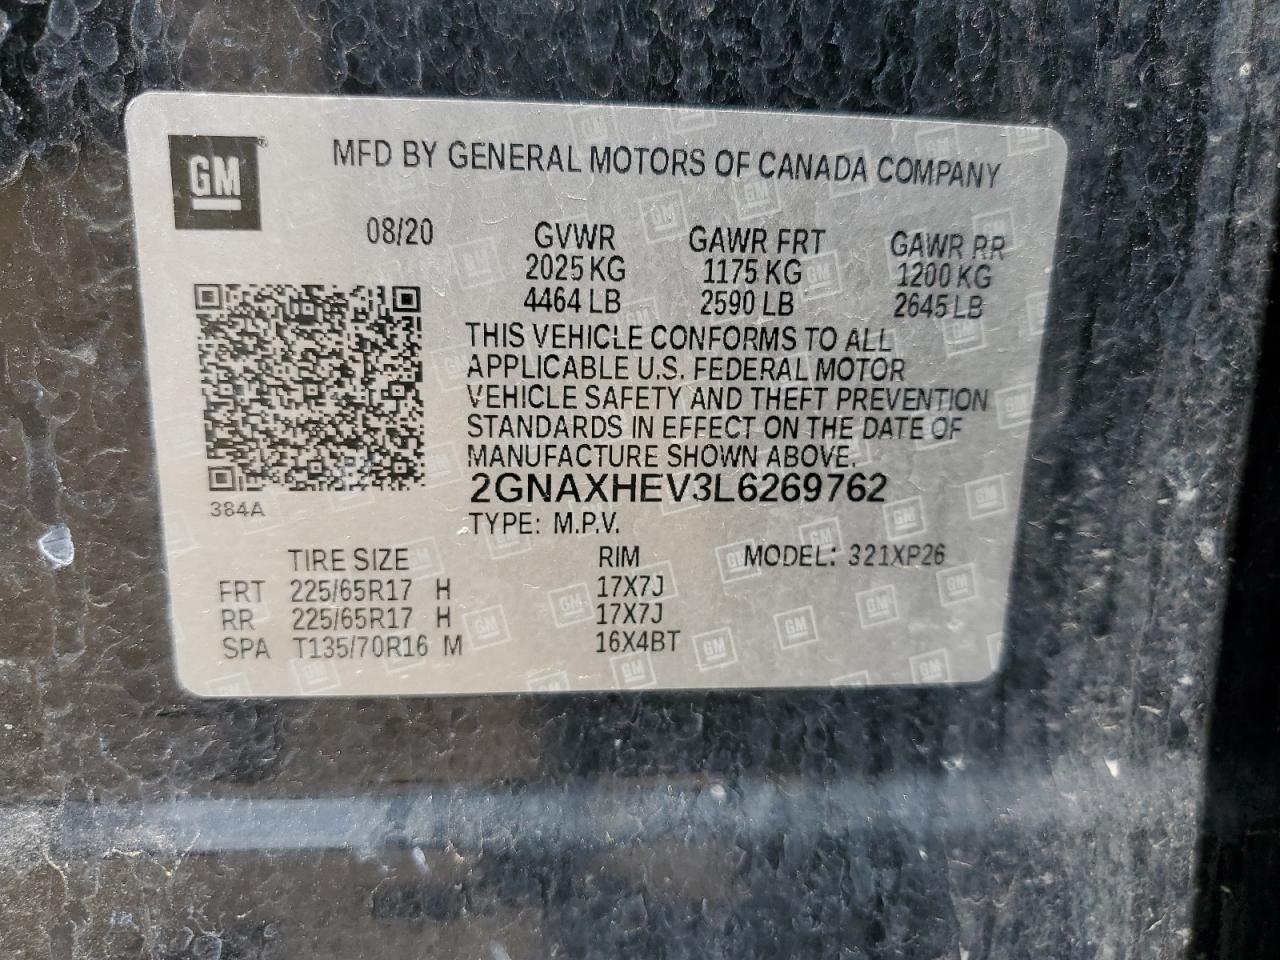 GM
MFD BY GENERAL MOTORS OF CANADA COMPANY
08/20 GVWR GAWR FRT GAWR RR
2025 KG 1175 KG 1200 KG
4464 LB 2590 LB 2645 LB
THIS VEHICLE CONFORMS TO ALL
APPLICABLE U.S. FEDERAL MOTOR
VEHICLE SAFETY AND THEFT PREVENTION
STANDARDS IN EFFECT ON THE DATE OF
MANUFACTURE SHOWN ABOVE.
2GNAXHEV3L6269762
384A
TYPE: M.P.V.
TIRE SIZE RIM MODEL: 321XP26
FRT 225/65R17 H 17X7J
RR 225/65R17 H 17X7J
SPA T135/70R16 M 16X4BT